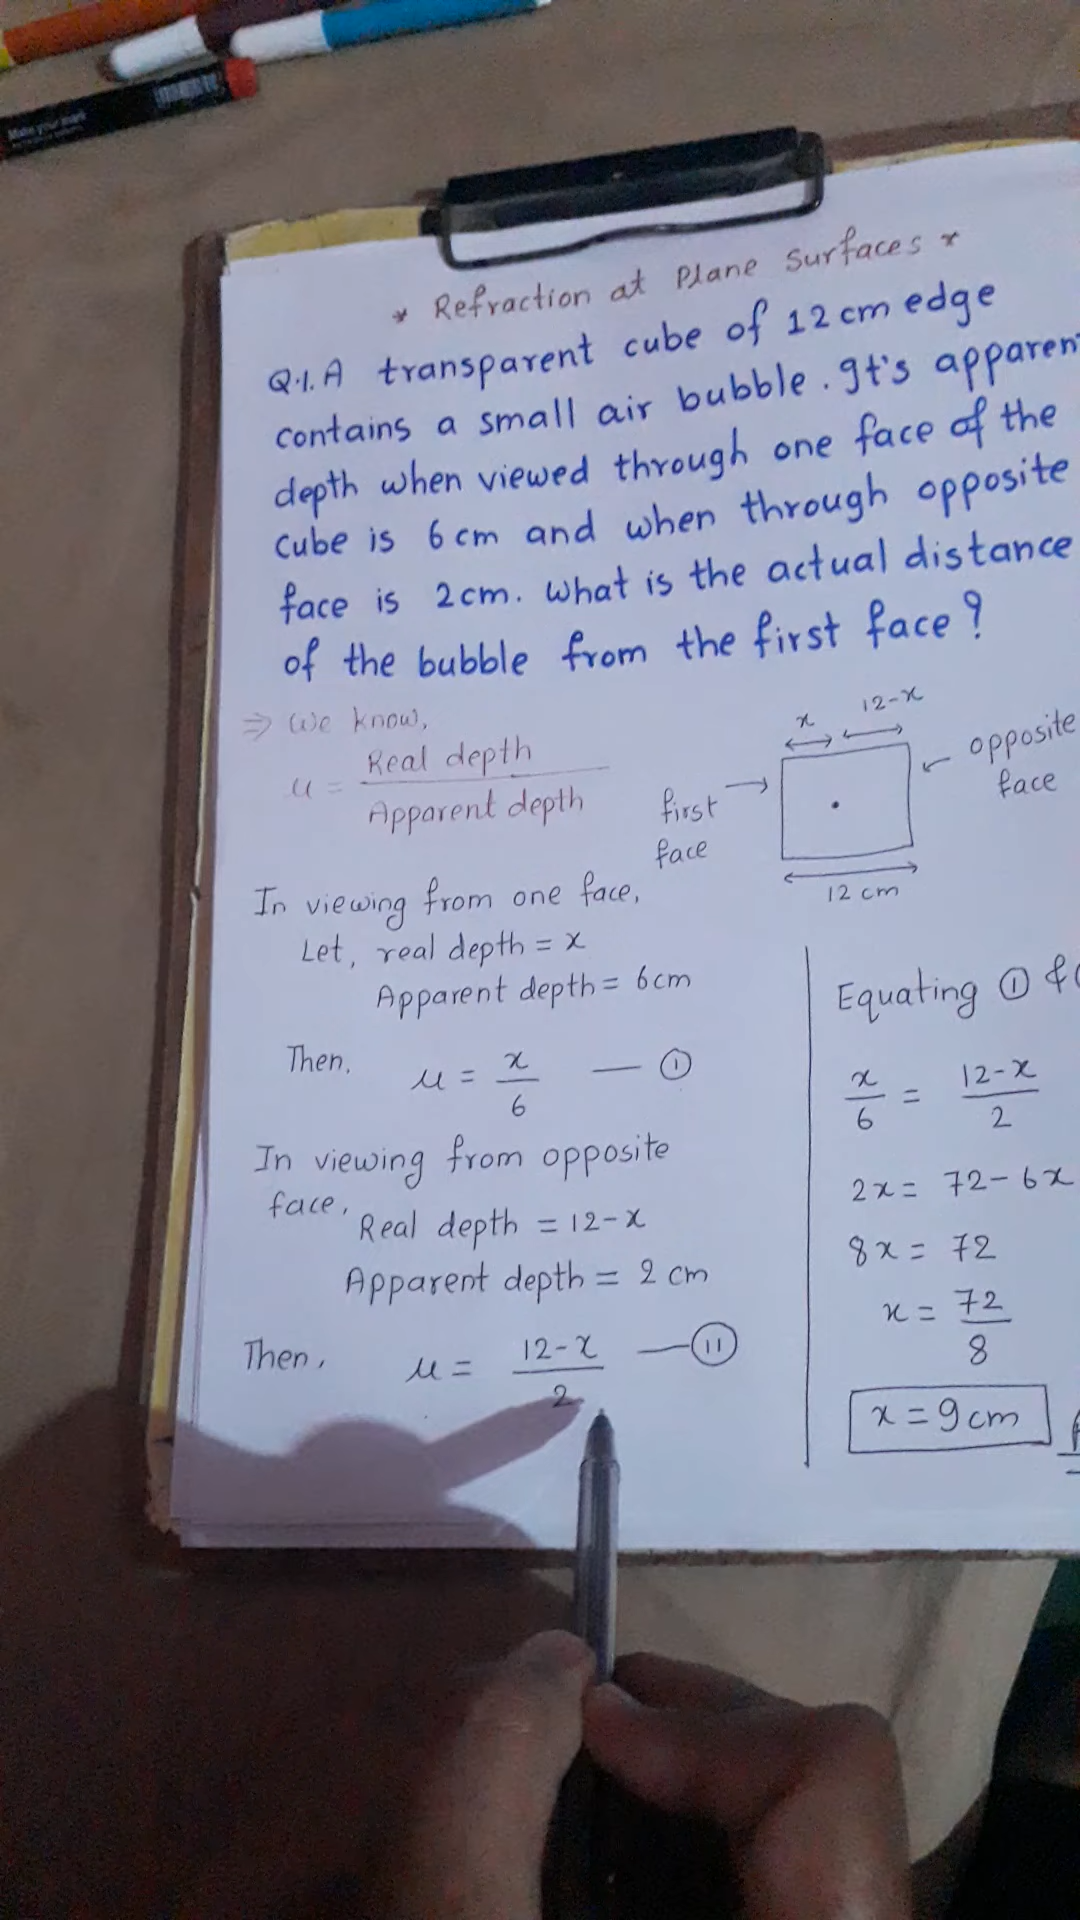 Make your mark
* Refraction at Plane Surfaces *
Q.1. A transparent cube of 12 cm edge
contains a small air bubble. It's apparen
depth when viewed through one face of the
cube is 6 cm and when through opposite
face is 2cm. What is the actual distance
of the bubble from the first face?
⇒ We know,
μ = Real depth
Apparent depth
x 12-x
first face
opposite face
12 cm
In viewing from one face,
Let, real depth = x
Apparent depth = 6cm
Then, μ = x/6 — ①
In viewing from opposite
face,
Real depth = 12-x
Apparent depth = 2 cm
Then, μ = 12-x/2 — (11)
Equating ① &
x/6 = 12-x/2
2x = 72-6x
8x = 72
x = 72/8
x = 9cm